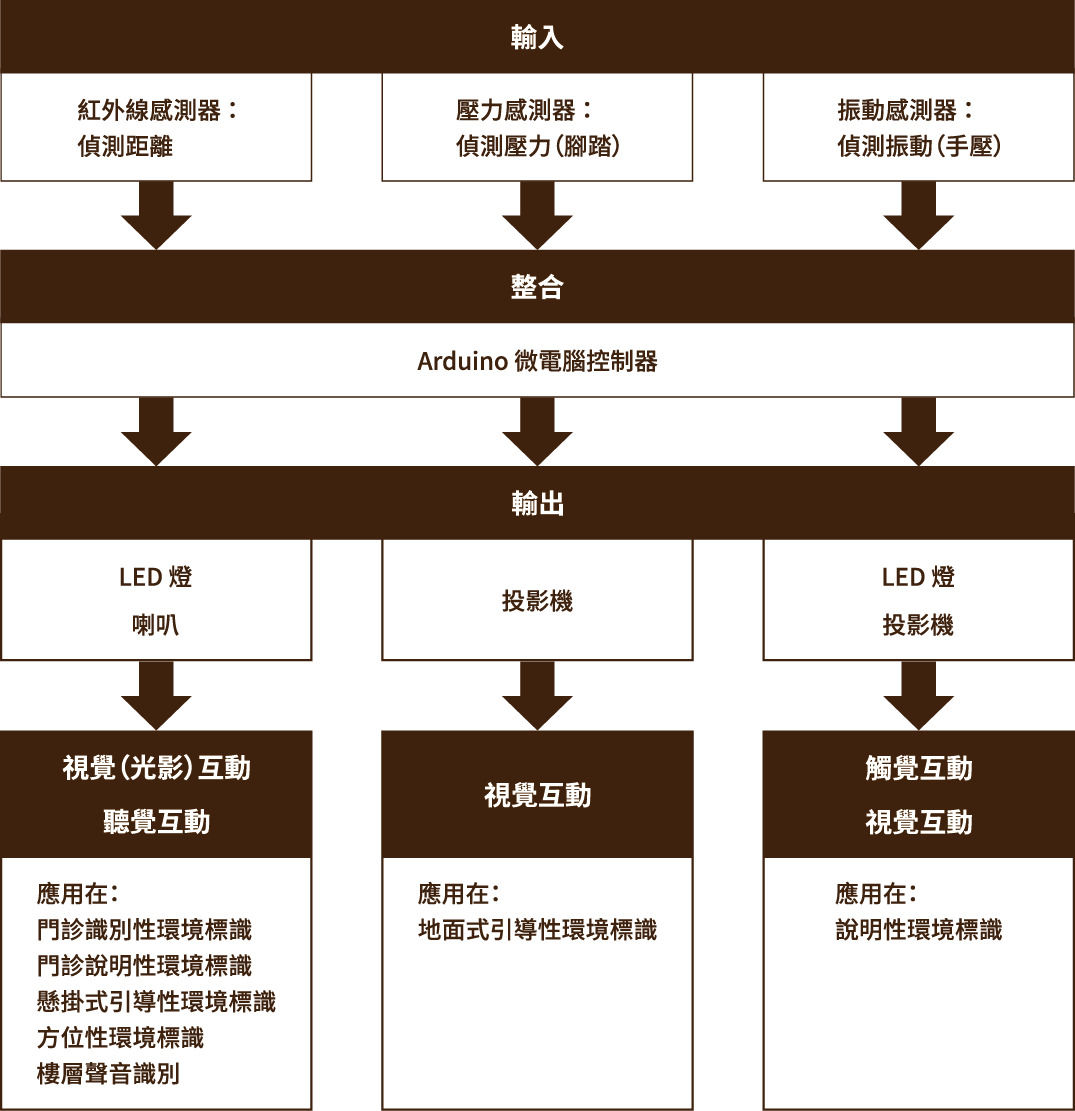 輸入
紅外線感測器：
偵測距離
壓力感測器：
偵測壓力（腳踏）
振動感測器：
偵測振動（手壓）
整合
Arduino 微電腦控制器
輸出
LED 燈
喇叭
投影機
LED 燈
投影機
視覺（光影）互動
聽覺互動
視覺互動
觸覺互動
視覺互動
應用在：
門診識別性環境標識
門診說明性環境標識
懸掛式引導性環境標識
方位性環境標識
樓層聲音識別
應用在：
地面式引導性環境標識
應用在：
說明性環境標識